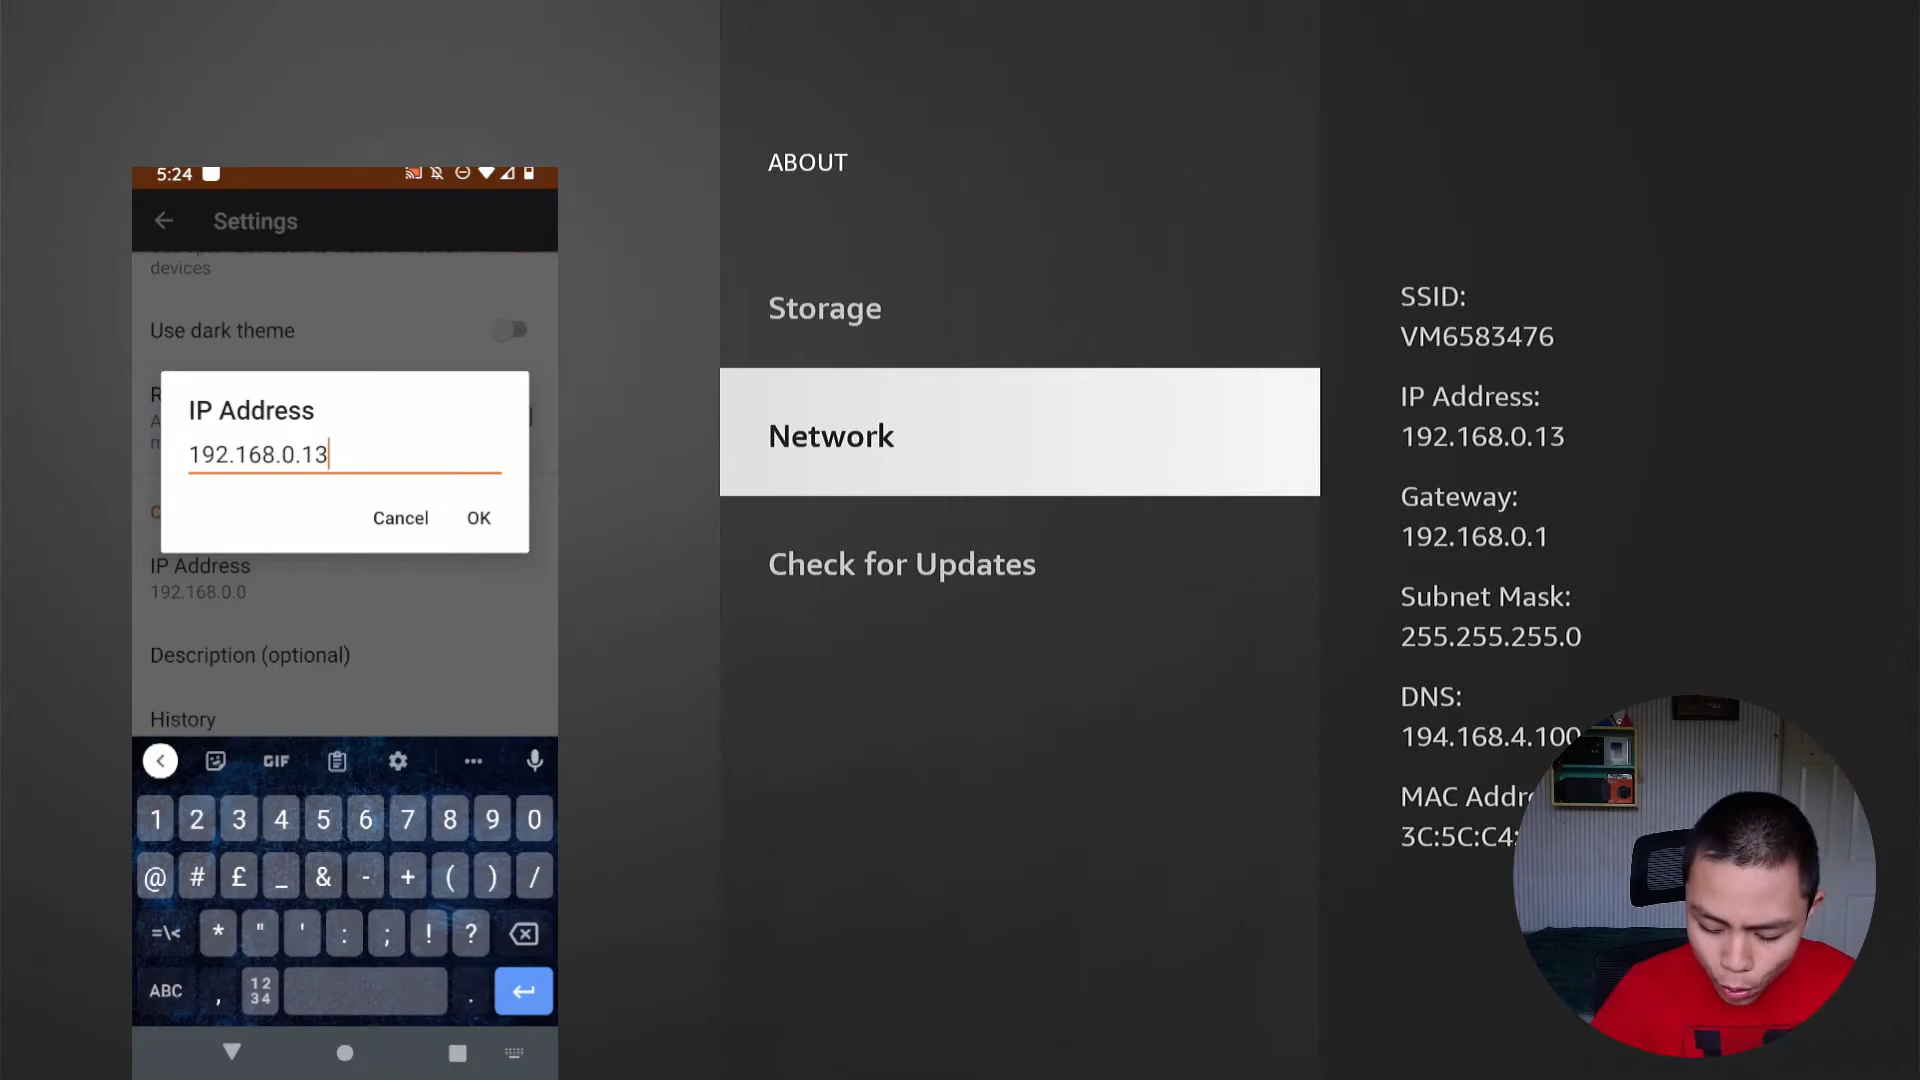 5:24
Settings
devices
Use dark theme
IP Address
192.168.0.13
Cancel
OK
IP Address
192.168.0.0
Description (optional)
History
GIF
1 2 3 4 5 6 7 8 9 0
@ # £ _ & - + ( ) /
=\< * " ' : ; ! ?
ABC , 12 34 .
ABOUT
Storage
Network
Check for Updates
SSID:
VM6583476
IP Address:
192.168.0.13
Gateway:
192.168.0.1
Subnet Mask:
255.255.255.0
DNS:
194.168.4.100
MAC Addre
3C:5C:C4: